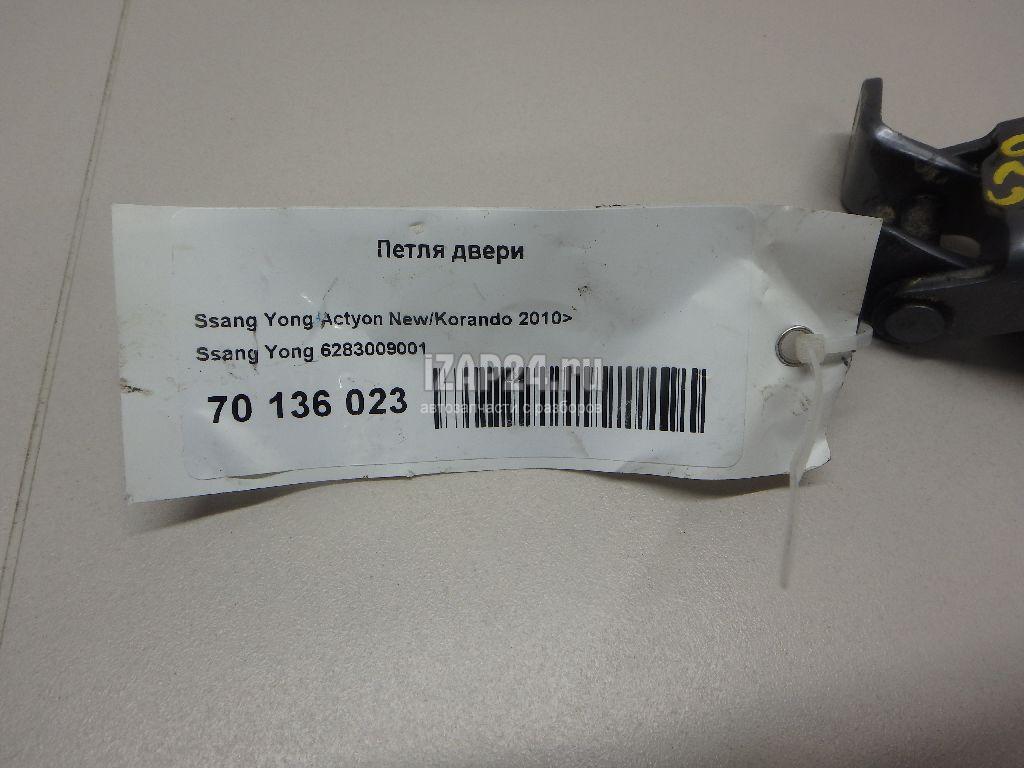 Петля двери
Ssang Yong Actyon New/Korando 2010>
Ssang Yong 6283009001
70 136 023
iZAP24.ru
автозапчасти с разборов